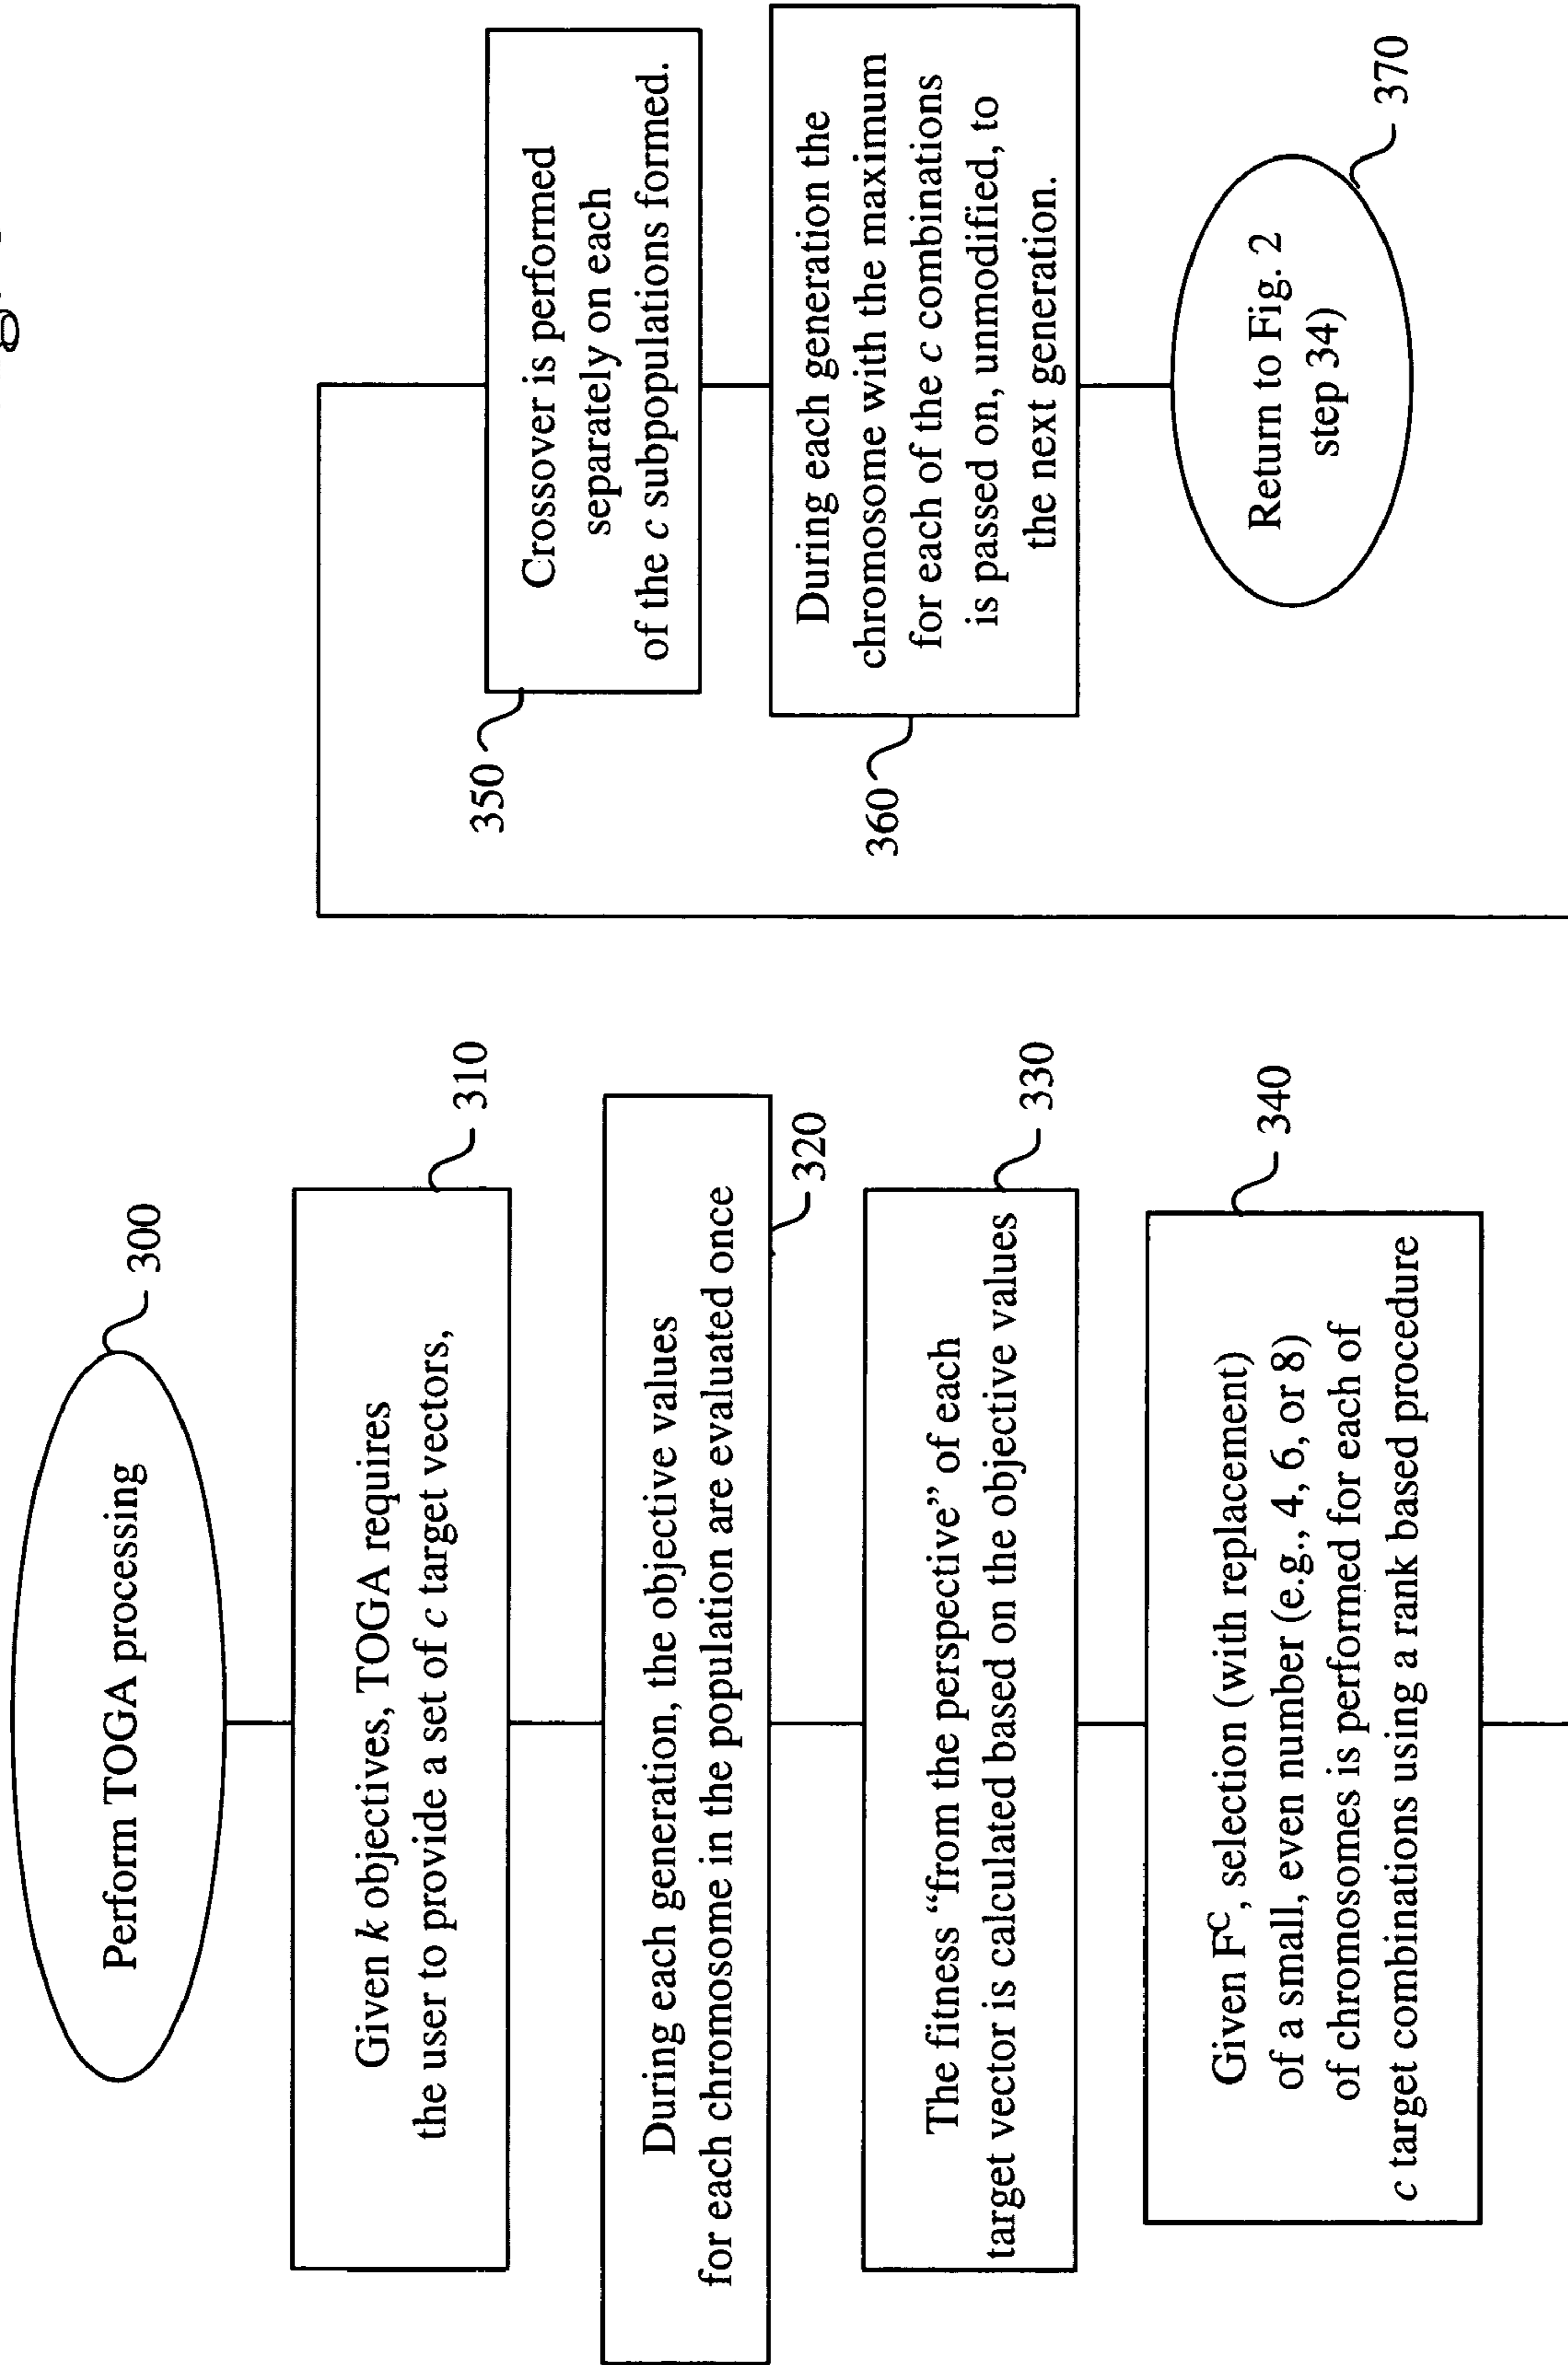 Perform TOGA processing
300
Given k objectives, TOGA requires
the user to provide a set of c target vectors,
310
During each generation, the objective values
for each chromosome in the population are evaluated once
320
The fitness “from the perspective” of each
target vector is calculated based on the objective values
330
Given F^C, selection (with replacement)
of a small, even number (e.g., 4, 6, or 8)
of chromosomes is performed for each of
c target combinations using a rank based procedure
340
Crossover is performed
separately on each
of the c subpopulations formed.
350
During each generation the
chromosome with the maximum
for each of the c combinations
is passed on, unmodified, to
the next generation.
360
Return to Fig. 2
step 34)
370